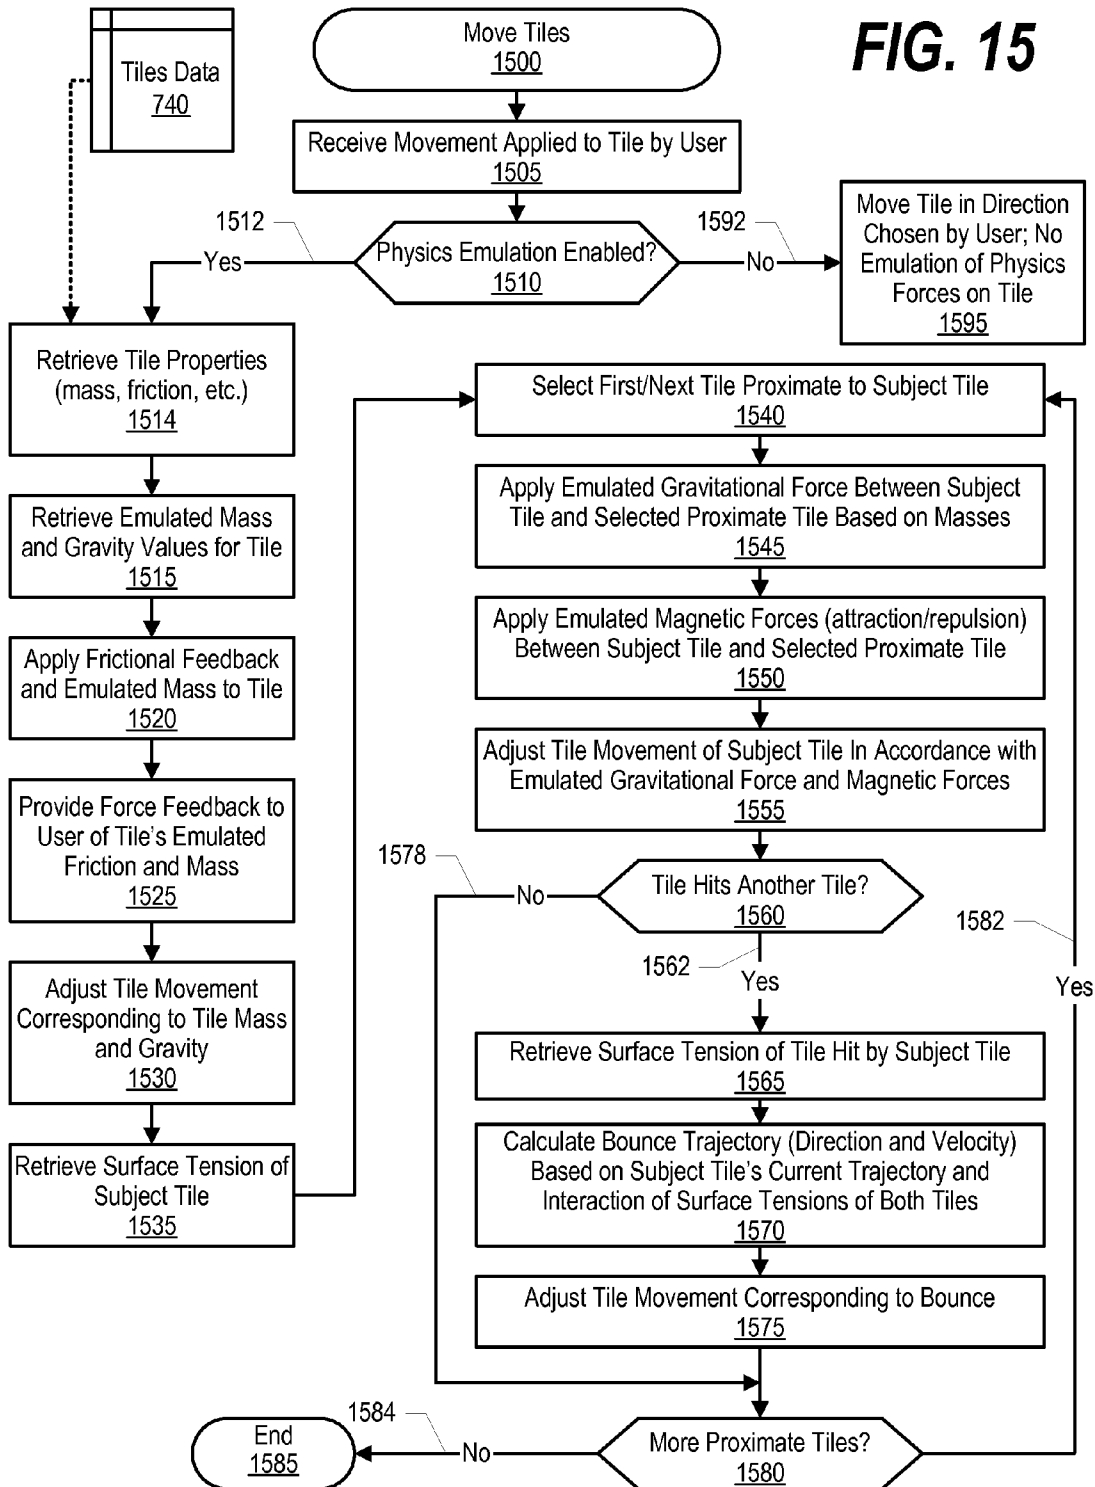 FIG. 15
Tiles Data
740
Move Tiles
1500
Receive Movement Applied to Tile by User
1505
1512
Yes
Physics Emulation Enabled?
1510
1592
No
Move Tile in Direction
Chosen by User; No
Emulation of Physics
Forces on Tile
1595
Retrieve Tile Properties
(mass, friction, etc.)
1514
Retrieve Emulated Mass
and Gravity Values for Tile
1515
Apply Frictional Feedback
and Emulated Mass to Tile
1520
Provide Force Feedback to
User of Tile's Emulated
Friction and Mass
1525
Adjust Tile Movement
Corresponding to Tile Mass
and Gravity
1530
Retrieve Surface Tension of
Subject Tile
1535
Select First/Next Tile Proximate to Subject Tile
1540
Apply Emulated Gravitational Force Between Subject
Tile and Selected Proximate Tile Based on Masses
1545
Apply Emulated Magnetic Forces (attraction/repulsion)
Between Subject Tile and Selected Proximate Tile
1550
Adjust Tile Movement of Subject Tile In Accordance with
Emulated Gravitational Force and Magnetic Forces
1555
1578
No
Tile Hits Another Tile?
1560
1562
Yes
1582
Yes
Retrieve Surface Tension of Tile Hit by Subject Tile
1565
Calculate Bounce Trajectory (Direction and Velocity)
Based on Subject Tile's Current Trajectory and
Interaction of Surface Tensions of Both Tiles
1570
Adjust Tile Movement Corresponding to Bounce
1575
1584
No
More Proximate Tiles?
1580
End
1585